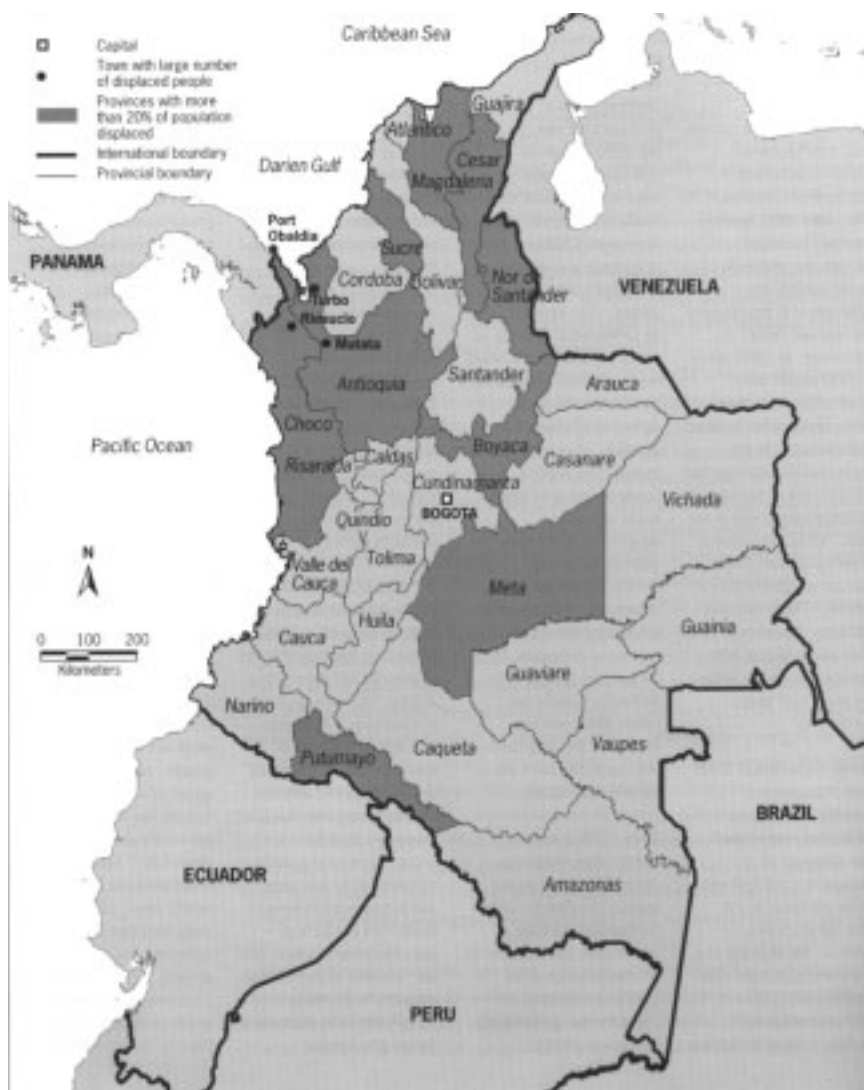 Caribbean Sea
Capital
Town with large number
of displaced people
Provinces with more
than 20% of population
displaced
International boundary
Provincial boundary
Darien Gulf
Guajira
Atlantico
Cesar
Magdalena
Port
Obaldia
PANAMA
Sucre
Cordoba
Bolivar
Nor de
Santander
VENEZUELA
Turbo
Riosucio
Mutata
Antioquia
Santander
Arauca
Choco
Pacific Ocean
Boyaca
Risaralda
Caldas
Casanare
Cundinamarca
Vichada
BOGOTA
Quindio
N
Tolima
Valle del
Cauca
Meta
Huila
Guainia
Cauca
0 100 200
Kilometers
Guaviare
Narino
Caqueta
Vaupes
Putumayo
BRAZIL
ECUADOR
Amazonas
PERU